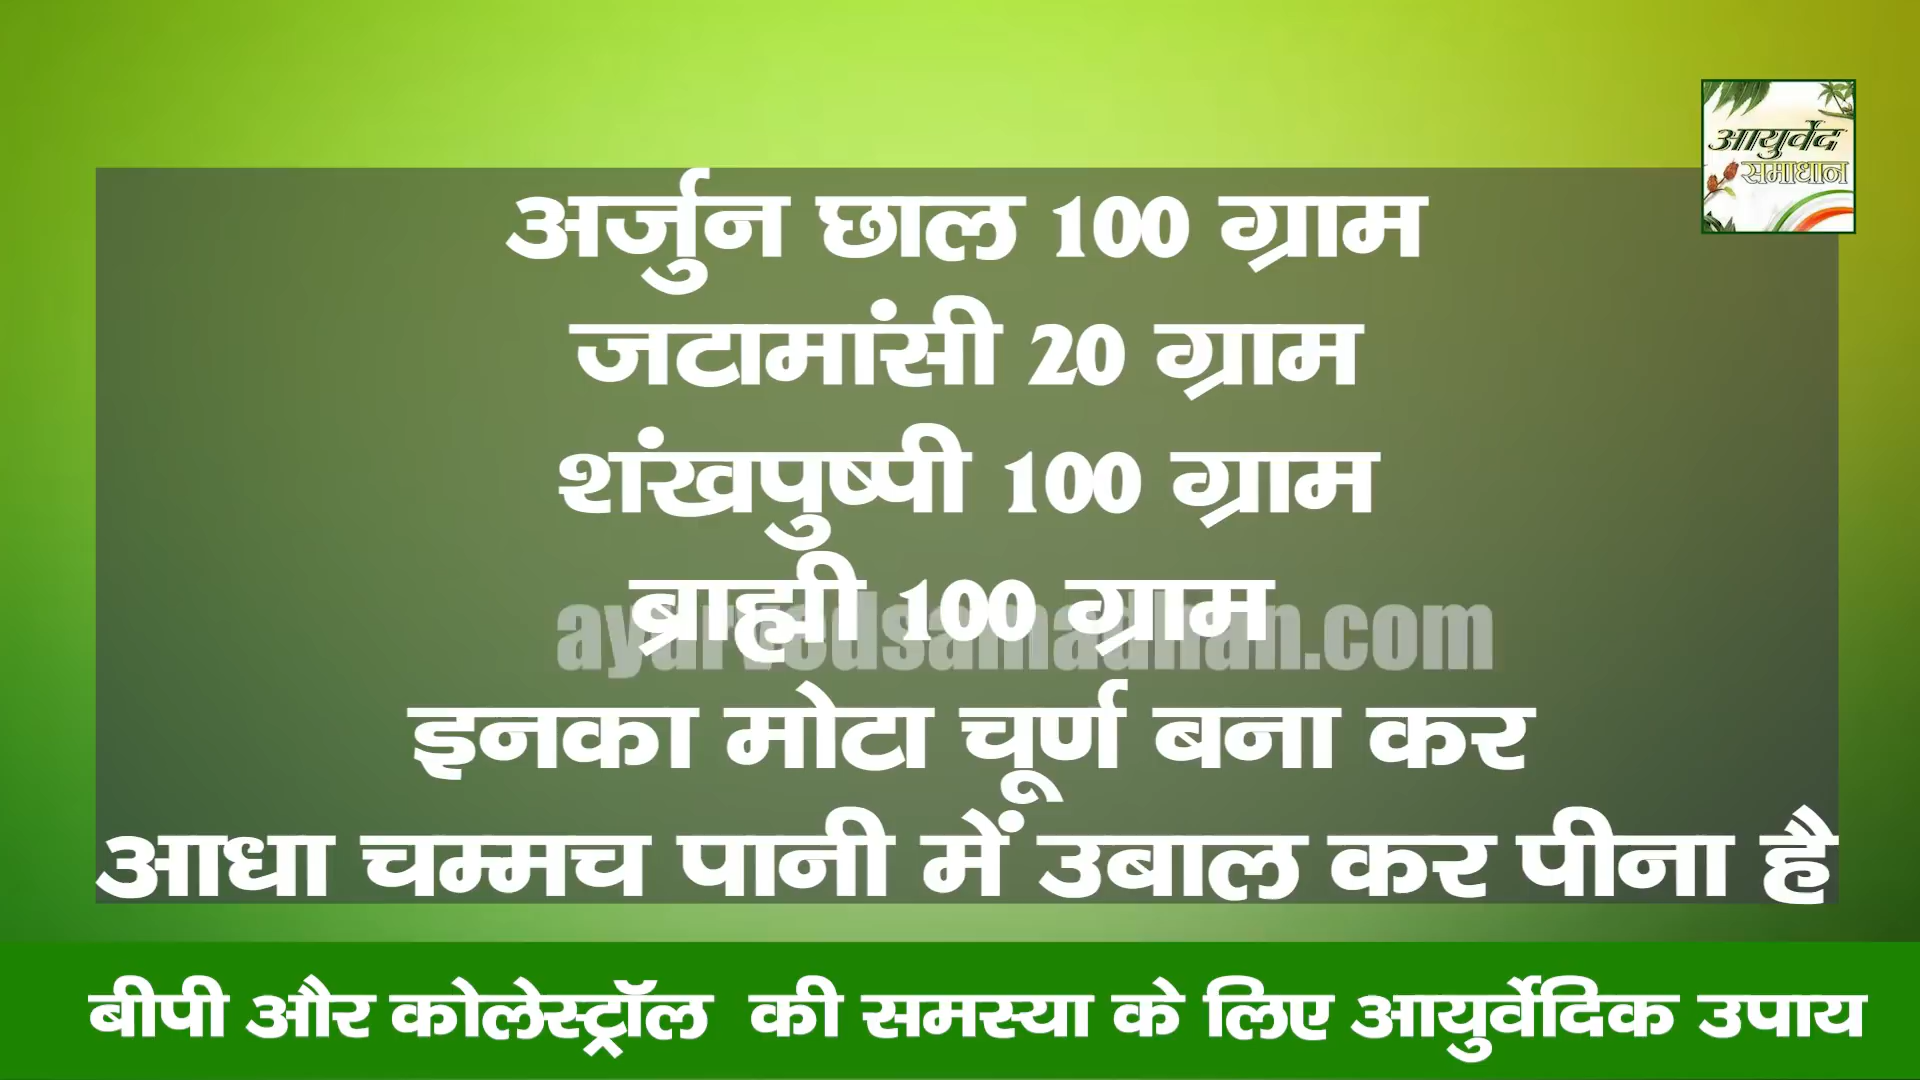 आयुर्वेद
समाधान
अर्जुन छाल 100 ग्राम
जटामांसी 20 ग्राम
शंखपुष्पी 100 ग्राम
ब्राह्मी 100 ग्राम
ayurvedsamadhan.com
इनका मोटा चूर्ण बना कर
आधा चम्मच पानी में उबाल कर पीना है
बीपी और कोलेस्ट्रॉल की समस्या के लिए आयुर्वेदिक उपाय